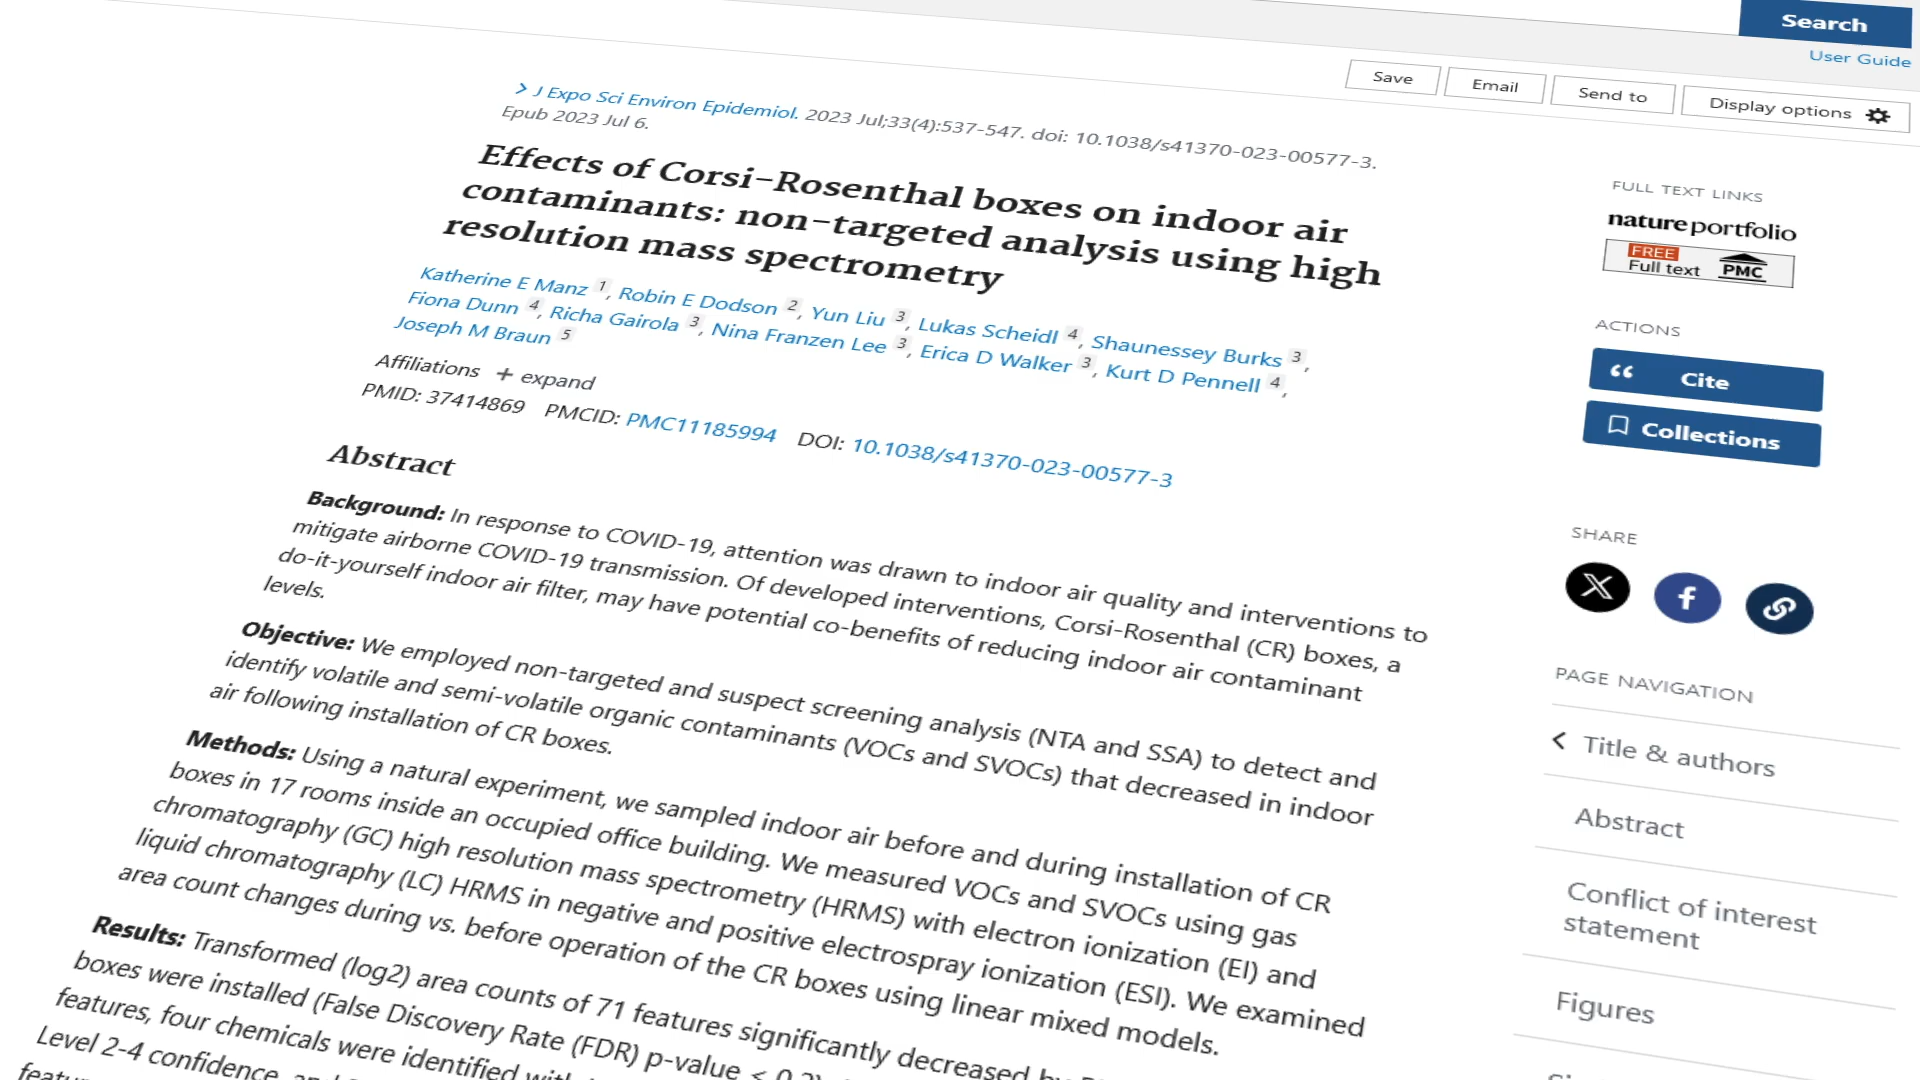 Search
User Guide
Save
Email
Send to
Display options
J Expo Sci Environ Epidemiol. 2023 Jul;33(4):537-547. doi: 10.1038/s41370-023-00577-3.
Epub 2023 Jul 6.
Effects of Corsi–Rosenthal boxes on indoor air
contaminants: non–targeted analysis using high
resolution mass spectrometry
Katherine E Manz 1, Robin E Dodson 2, Yun Liu 3, Lukas Scheidl 4, Shaunessey Burks 3,
Fiona Dunn 4, Richa Gairola 3, Nina Franzen Lee 3, Erica D Walker 3, Kurt D Pennell 4,
Joseph M Braun 5
Affiliations + expand
PMID: 37414869 PMCID: PMC11185994 DOI: 10.1038/s41370-023-00577-3
Abstract
Background: In response to COVID-19, attention was drawn to indoor air quality and interventions to
mitigate airborne COVID-19 transmission. Of developed interventions, Corsi-Rosenthal (CR) boxes, a
do-it-yourself indoor air filter, may have potential co-benefits of reducing indoor air contaminant
levels.
Objective: We employed non-targeted and suspect screening analysis (NTA and SSA) to detect and
identify volatile and semi-volatile organic contaminants (VOCs and SVOCs) that decreased in indoor
air following installation of CR boxes.
Methods: Using a natural experiment, we sampled indoor air before and during installation of CR
boxes in 17 rooms inside an occupied office building. We measured VOCs and SVOCs using gas
chromatography (GC) high resolution mass spectrometry (HRMS) with electron ionization (EI) and
liquid chromatography (LC) HRMS in negative and positive electrospray ionization (ESI). We examined
area count changes during vs. before operation of the CR boxes using linear mixed models.
Results: Transformed (log2) area counts of 71 features significantly decreased by
boxes were installed (False Discovery Rate (FDR) p-value < 0.2).
features, four chemicals were identified with
Level 2-4 confidence, and
FULL TEXT LINKS
nature portfolio
FREE
Full text
PMC
ACTIONS
Cite
Collections
SHARE
PAGE NAVIGATION
Title & authors
Abstract
Conflict of interest
statement
Figures